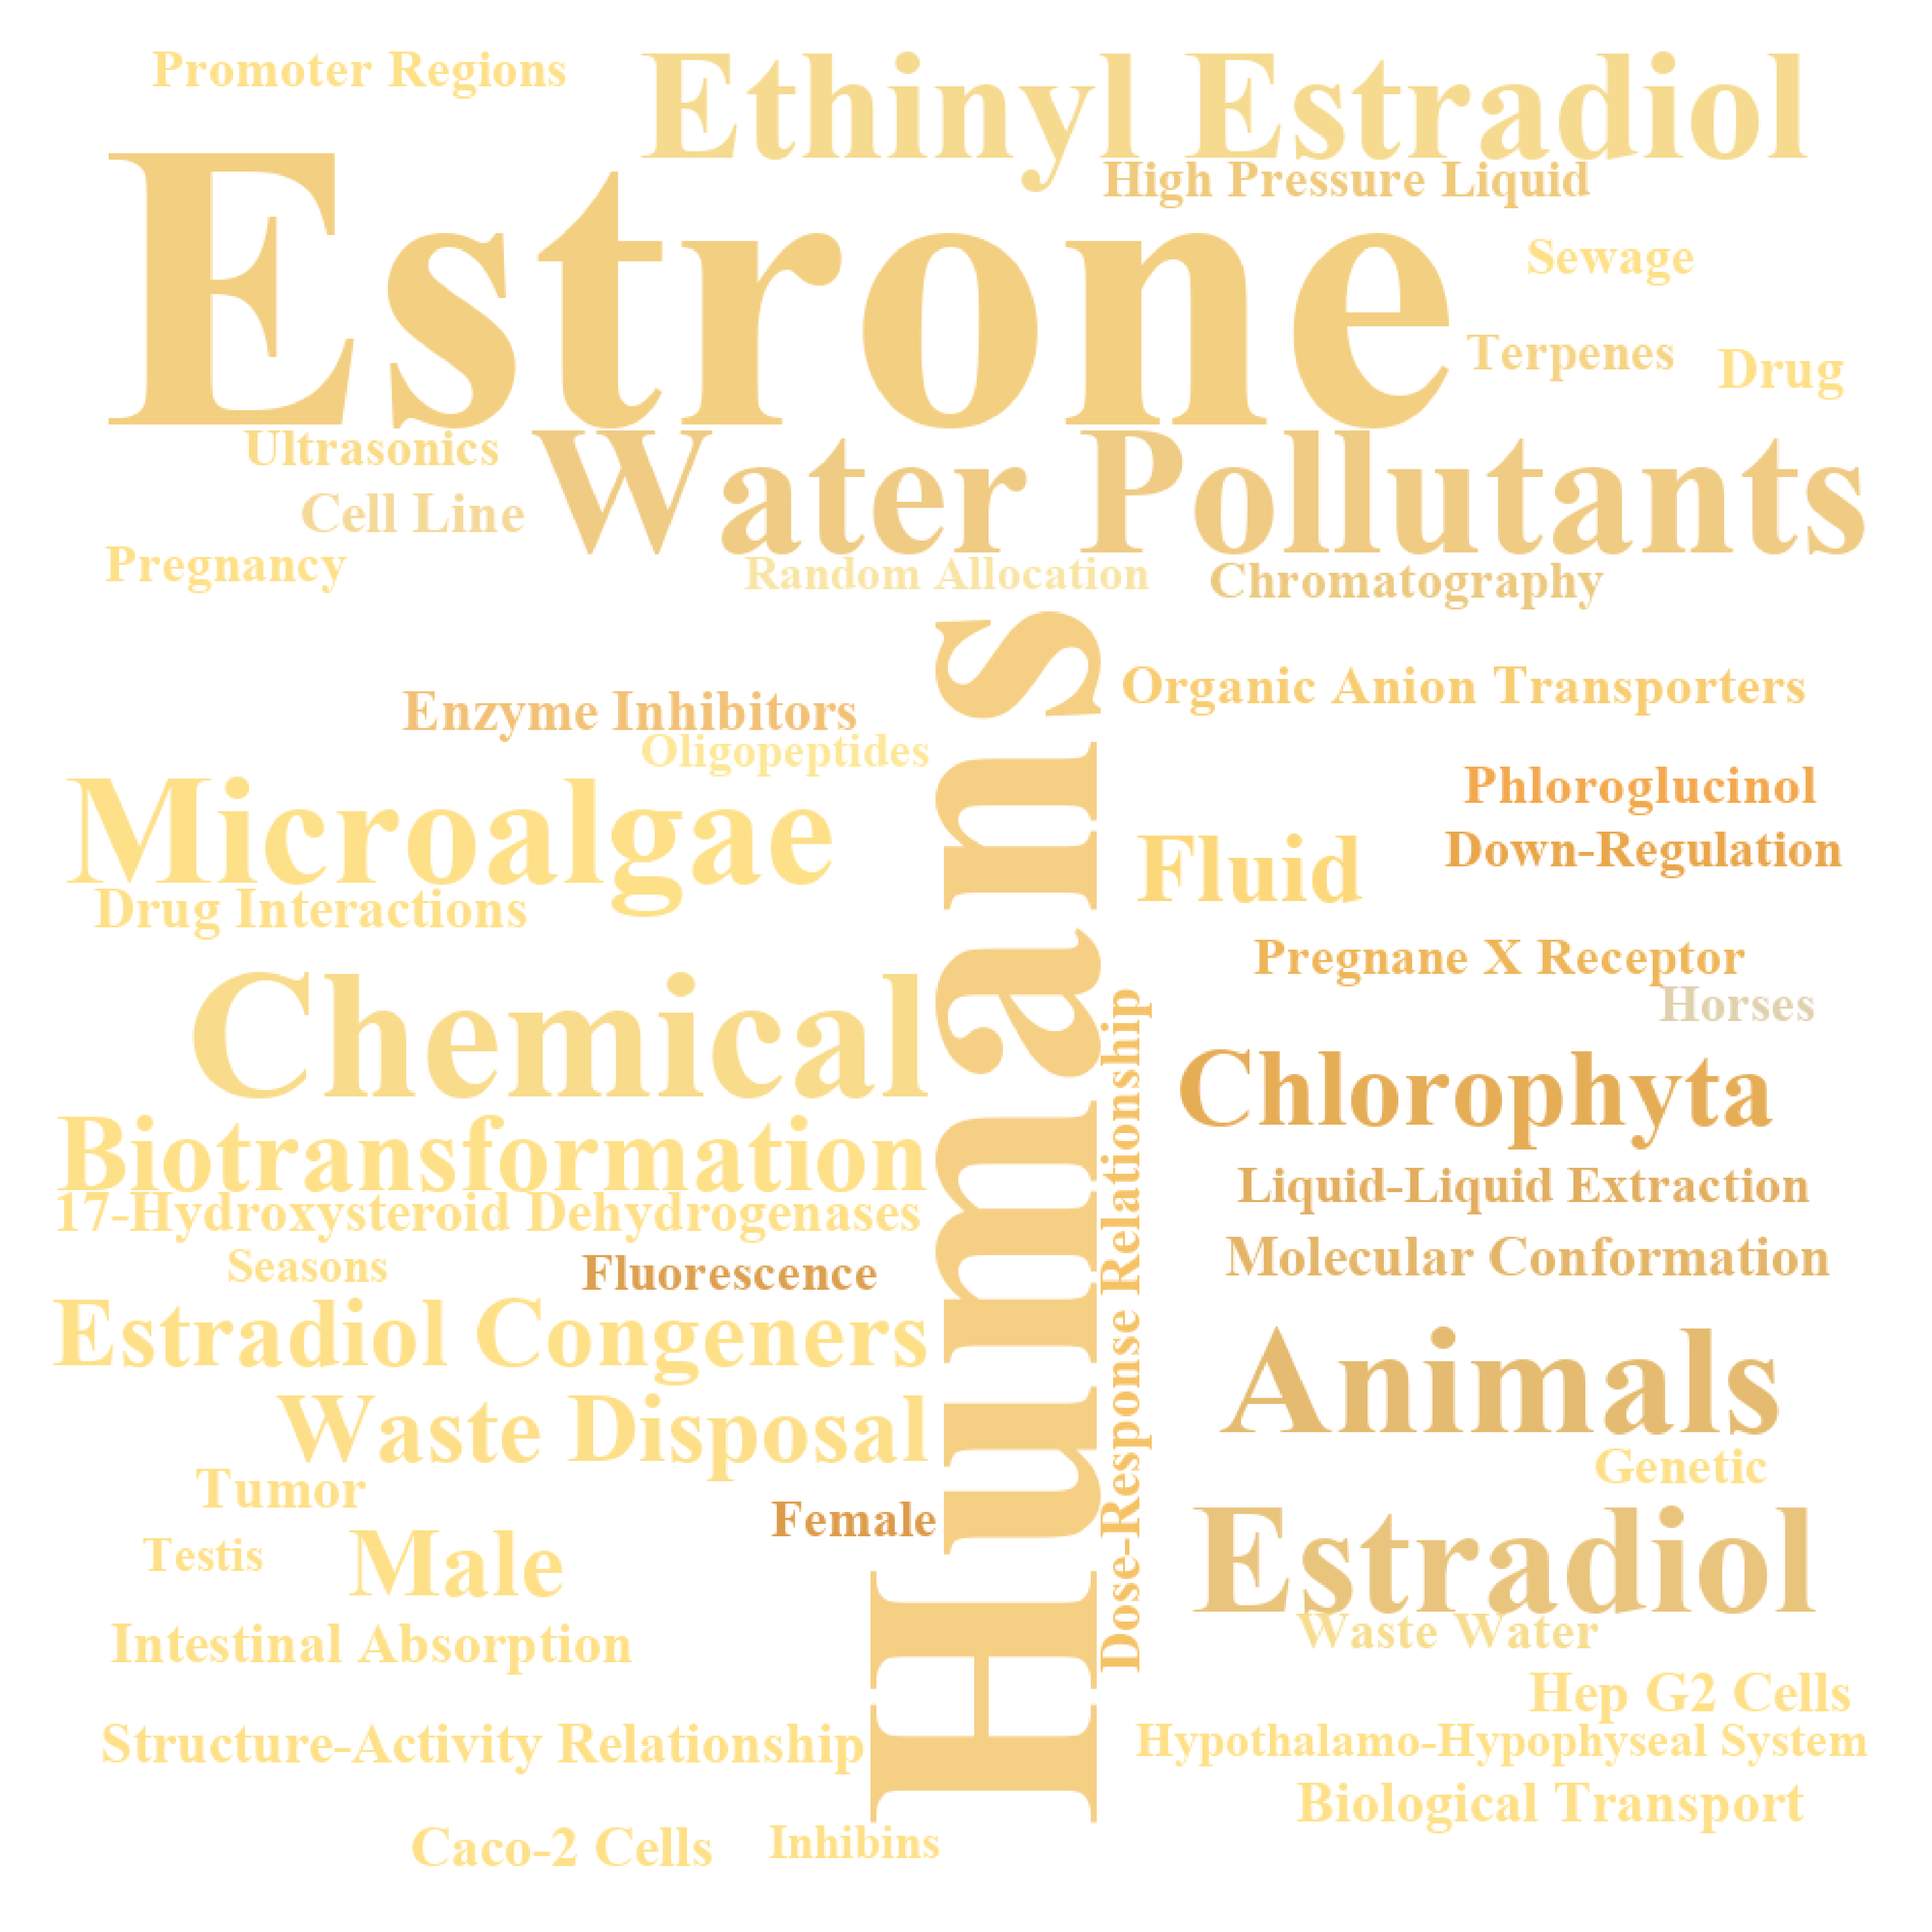 Promoter Regions
Ethinyl Estradiol
High Pressure Liquid
Estrone
Sewage
Terpenes
Drug
Ultrasonics
Water Pollutants
Cell Line
Pregnancy
Random Allocation
Chromatography
Humans
Organic Anion Transporters
Enzyme Inhibitors
Oligopeptides
Phloroglucinol
Microalgae
Fluid
Down-Regulation
Drug Interactions
Pregnane X Receptor
Horses
Chemical
Dose-Response Relationship
Chlorophyta
Biotransformation
Liquid-Liquid Extraction
17-Hydroxysteroid Dehydrogenases
Molecular Conformation
Seasons
Fluorescence
Estradiol Congeners
Animals
Waste Disposal
Genetic
Tumor
Female
Estradiol
Testis
Male
Waste Water
Intestinal Absorption
Hep G2 Cells
Structure-Activity Relationship
Hypothalamo-Hypophyseal System
Biological Transport
Caco-2 Cells
Inhibins